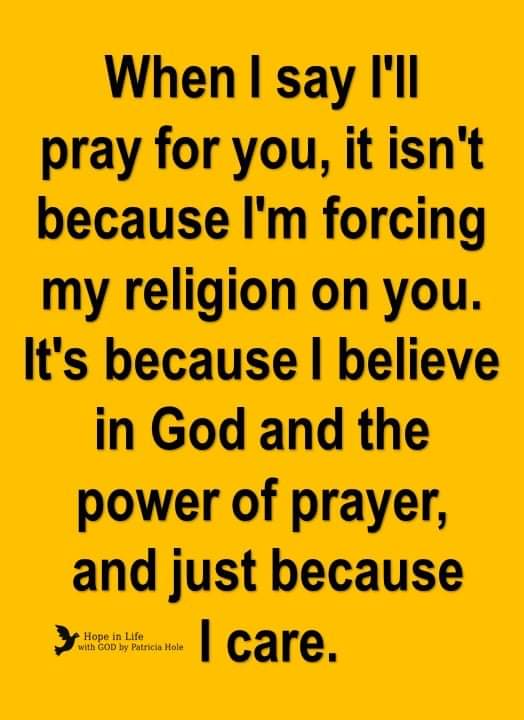 When I say I'll
pray for you, it isn't
because I'm forcing
my religion on you.
It's because I believe
in God and the
power of prayer,
and just because
I care.
Hope in Life
with GOD by Patricia Hole